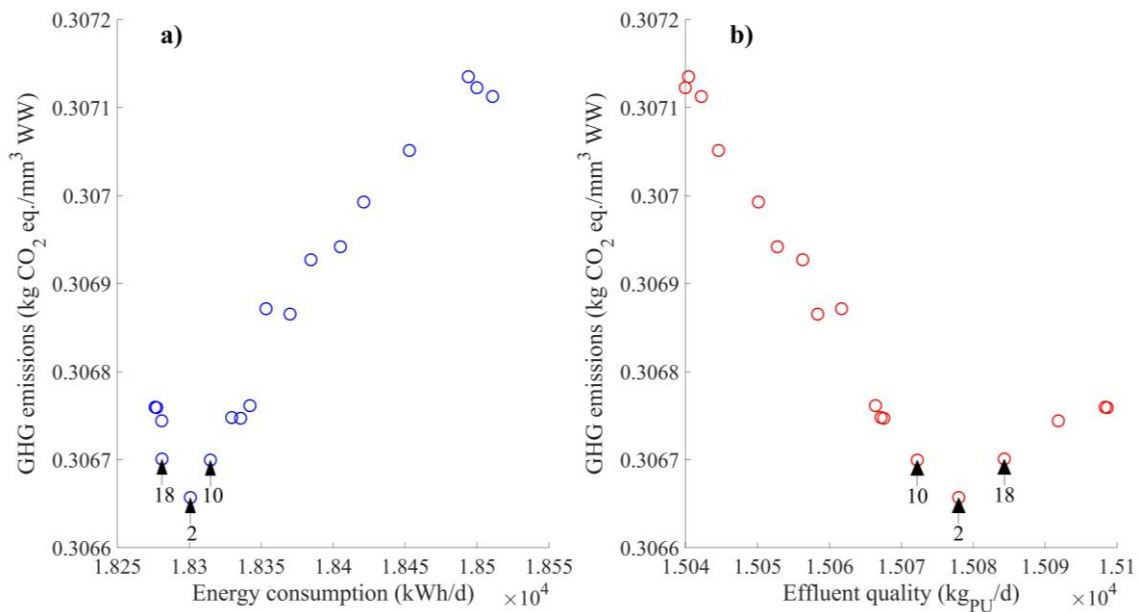 a)
0.3072
0.3071
0.307
0.3069
0.3068
0.3067
0.3066
GHG emissions (kg CO2 eq./mm3 WW)
18
10
2
1.825 1.83 1.835 1.84 1.845 1.85 1.855
Energy consumption (kWh/d) ×10^4
b)
0.3072
0.3071
0.307
0.3069
0.3068
0.3067
0.3066
GHG emissions (kg CO2 eq./mm3 WW)
10
18
2
1.504 1.505 1.506 1.507 1.508 1.509 1.51
Effluent quality (kgPU/d) ×10^4